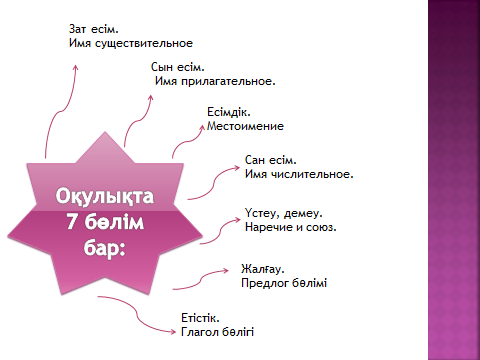 Зат есім.
Имя существительное
Сын есім.
Имя прилагательное.
Есімдік.
Местоимение
Сан есім.
Имя числительное.
Үстеу, демеу.
Наречие и союз.
Жалғау.
Предлог бөлімі
Етістік.
Глагол бөлігі
Оқулықта
7 бөлім
бар: